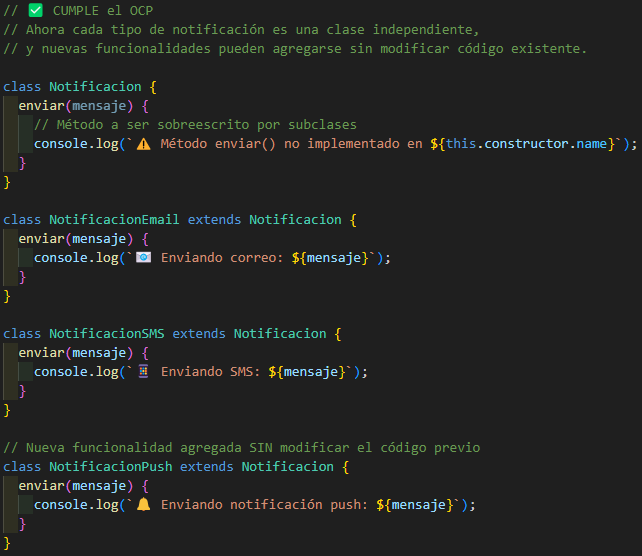 // ✅ CUMPLE el OCP
// Ahora cada tipo de notificación es una clase independiente,
// y nuevas funcionalidades pueden agregarse sin modificar código existente.

class Notificacion {
  enviar(mensaje) {
    // Método a ser sobreescrito por subclases
    console.log(`⚠️ Método enviar() no implementado en ${this.constructor.name}`);
  }
}

class NotificacionEmail extends Notificacion {
  enviar(mensaje) {
    console.log(`📧 Enviando correo: ${mensaje}`);
  }
}

class NotificacionSMS extends Notificacion {
  enviar(mensaje) {
    console.log(`📱 Enviando SMS: ${mensaje}`);
  }
}

// Nueva funcionalidad agregada SIN modificar el código previo
class NotificacionPush extends Notificacion {
  enviar(mensaje) {
    console.log(`🔔 Enviando notificación push: ${mensaje}`);
  }
}